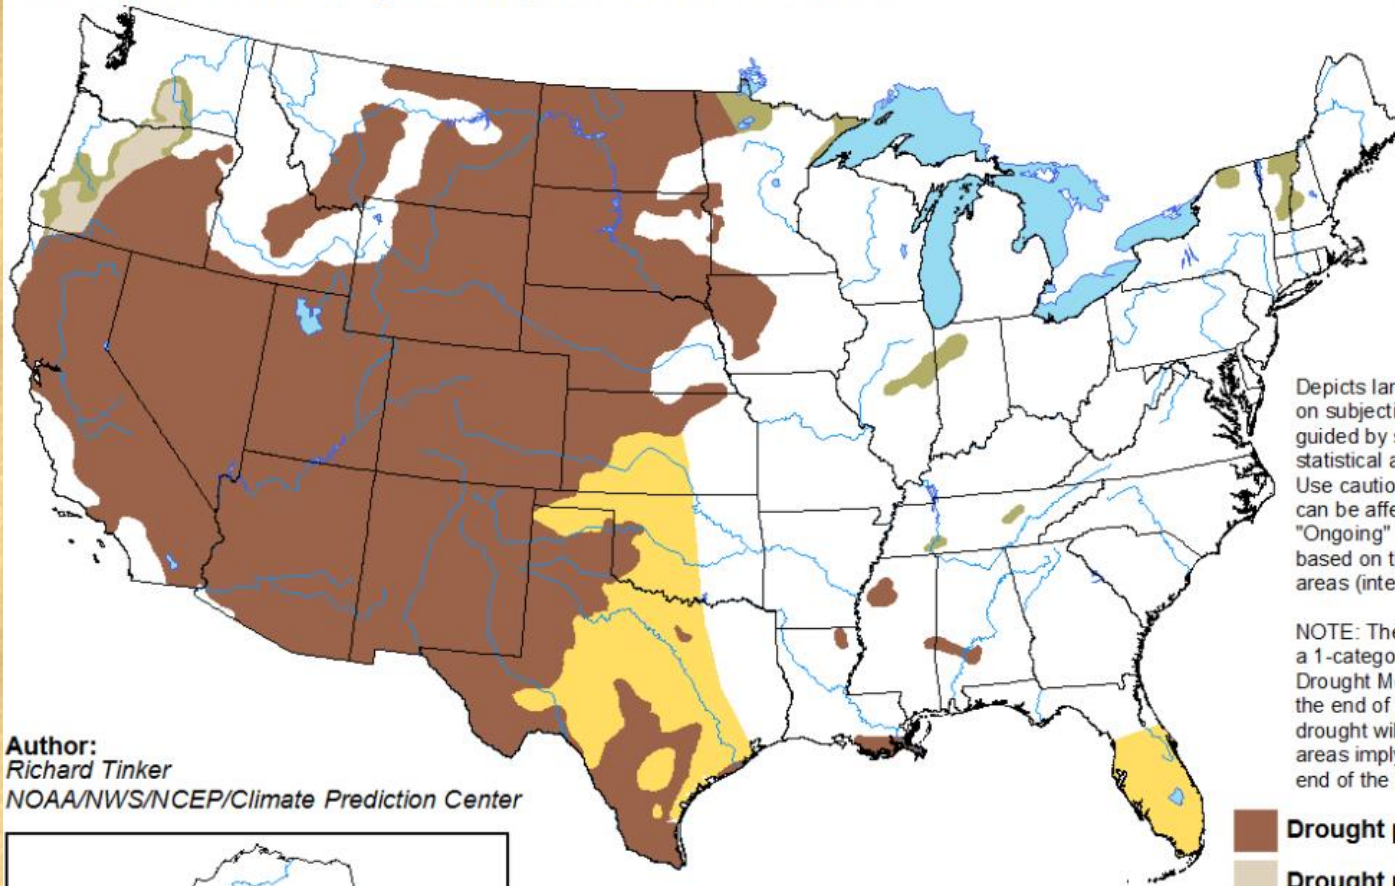 Depicts lar
on subjecti
guided by s
statistical a
Use cautio
can be affe
"Ongoing"
based on t
areas (inte
NOTE: The
a 1-catego
Drought M
the end of
drought wil
areas imply
end of the
Author:
Richard Tinker
NOAA/NWS/NCEP/Climate Prediction Center
Drought p
Drought